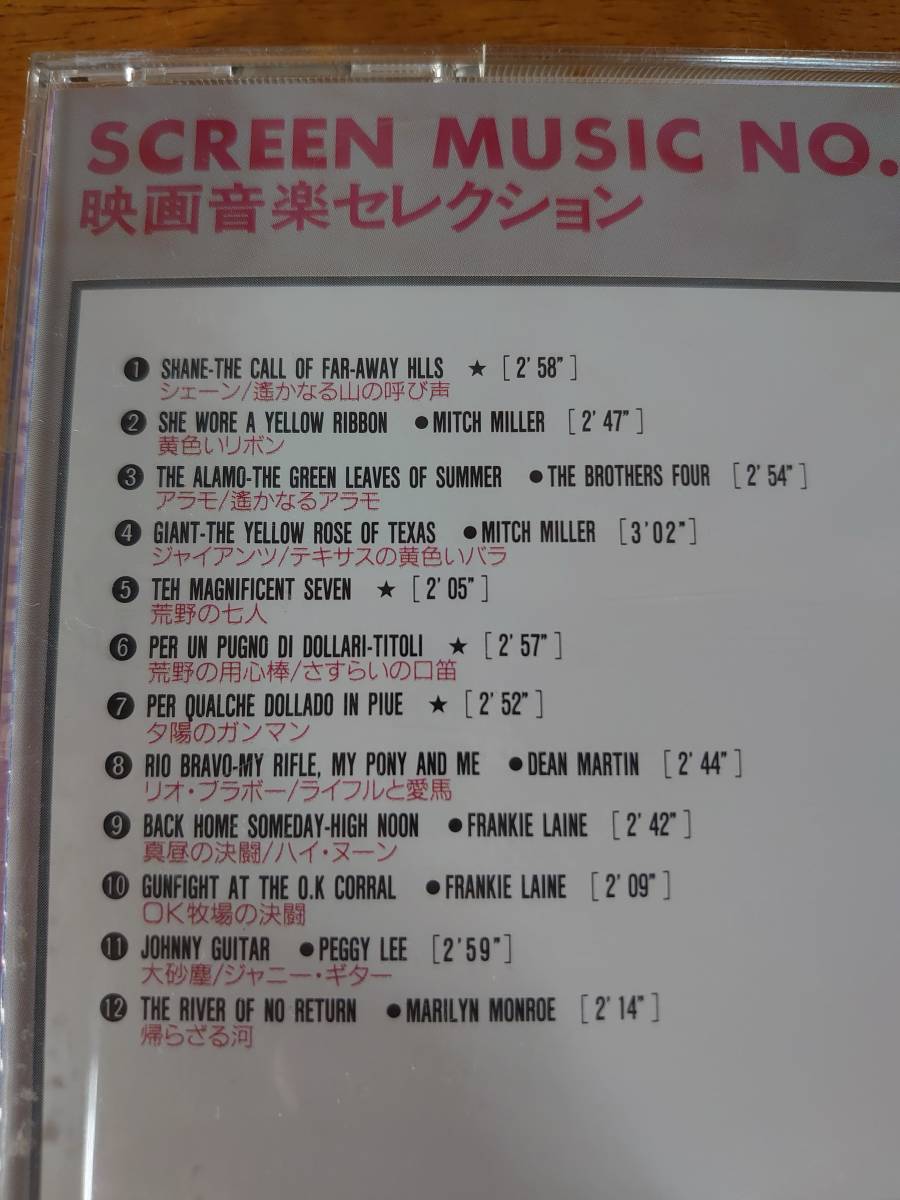 SCREEN MUSIC NO.
映画音楽セレクション
❶ SHANE-THE CALL OF FAR-AWAY HLLS ★ [2'58"]
シェーン/遙かなる山の呼び声
❷ SHE WORE A YELLOW RIBBON ●MITCH MILLER [2'47"]
黄色いリボン
❸ THE ALAMO-THE GREEN LEAVES OF SUMMER ●THE BROTHERS FOUR [2'54"]
アラモ/遙かなるアラモ
❹ GIANT-THE YELLOW ROSE OF TEXAS ●MITCH MILLER [3'02"]
ジャイアンツ/テキサスの黄色いバラ
❺ TEH MAGNIFICENT SEVEN ★ [2'05"]
荒野の七人
❻ PER UN PUGNO DI DOLLARI-TITOLI ★ [2'57"]
荒野の用心棒/さすらいの口笛
❼ PER QUALCHE DOLLADO IN PIUE ★ [2'52"]
夕陽のガンマン
❽ RIO BRAVO-MY RIFLE, MY PONY AND ME ●DEAN MARTIN [2'44"]
リオ・ブラボー/ライフルと愛馬
❾ BACK HOME SOMEDAY-HIGH NOON ●FRANKIE LAINE [2'42"]
真昼の決闘/ハイ・ヌーン
❿ GUNFIGHT AT THE O.K CORRAL ●FRANKIE LAINE [2'09"]
OK牧場の決闘
⓫ JOHNNY GUITAR ●PEGGY LEE [2'59"]
大砂塵/ジャニー・ギター
⓬ THE RIVER OF NO RETURN ●MARILYN MONROE [2'14"]
帰らざる河